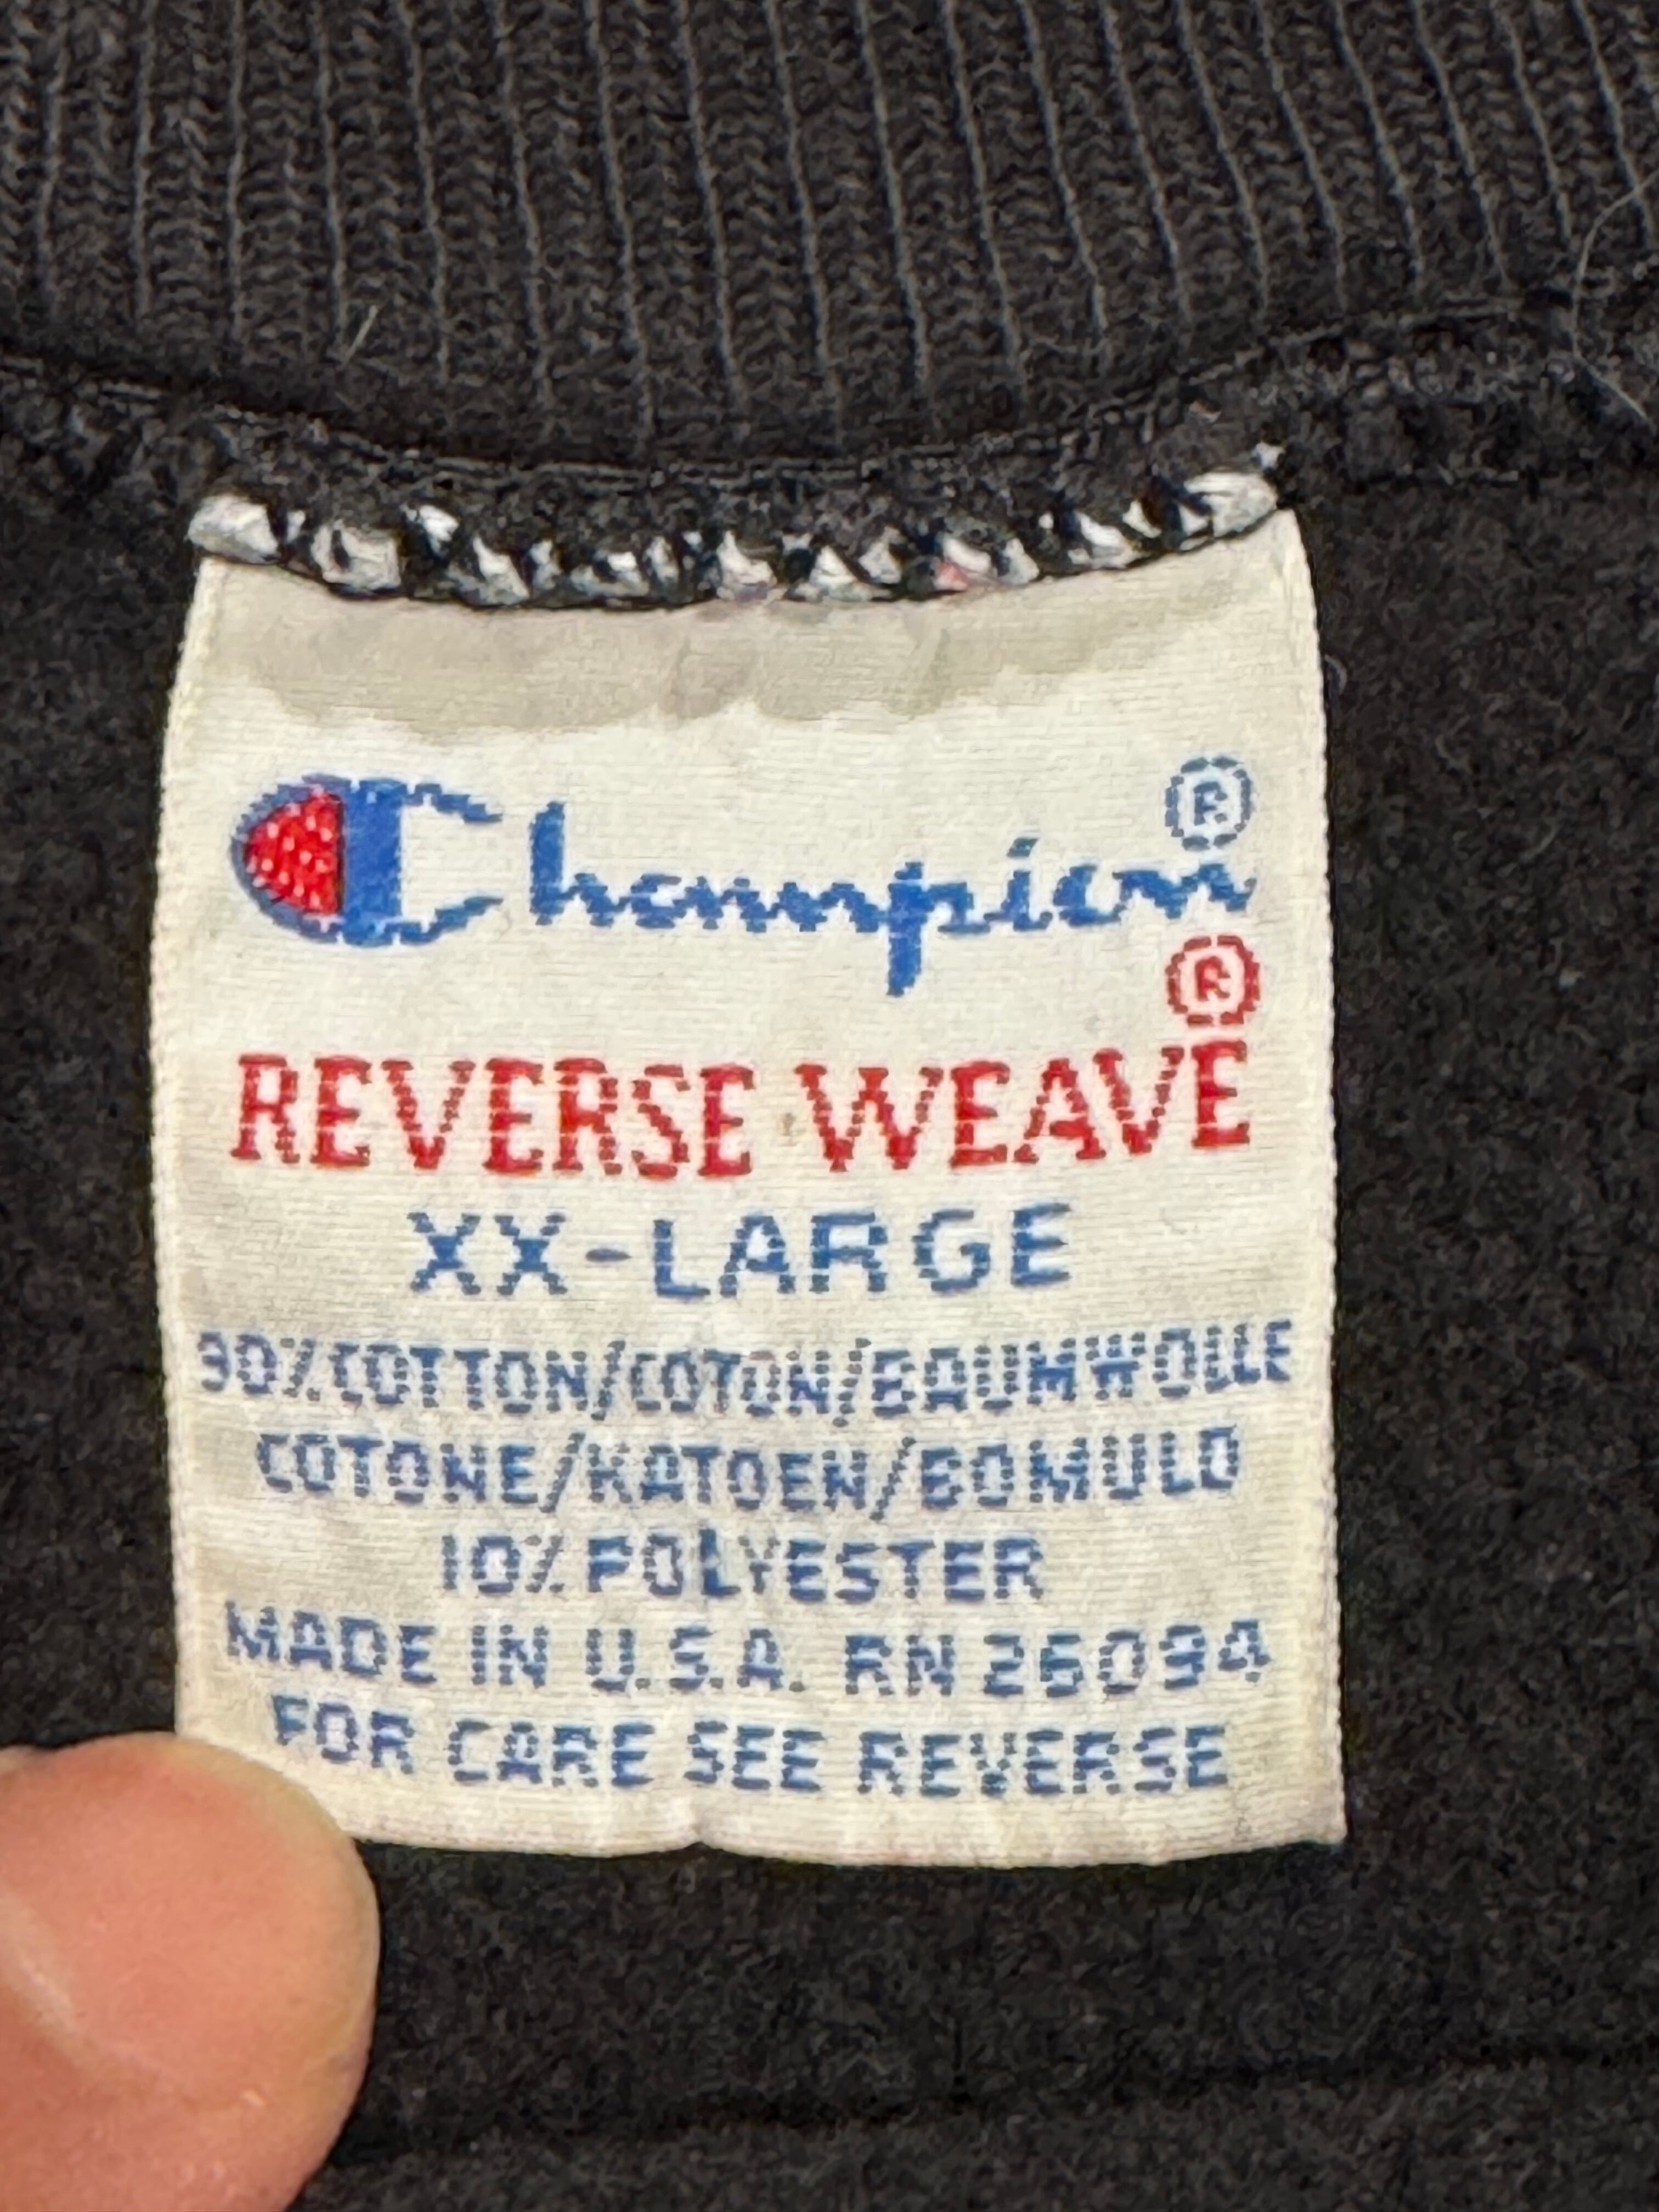 Champion®
®
REVERSE WEAVE
XX-LARGE
90% COTTON/COTON/BAUMWOLLE
COTONE/KATOEN/BOMULD
10% POLYESTER
MADE IN U.S.A. RN 26094
FOR CARE SEE REVERSE